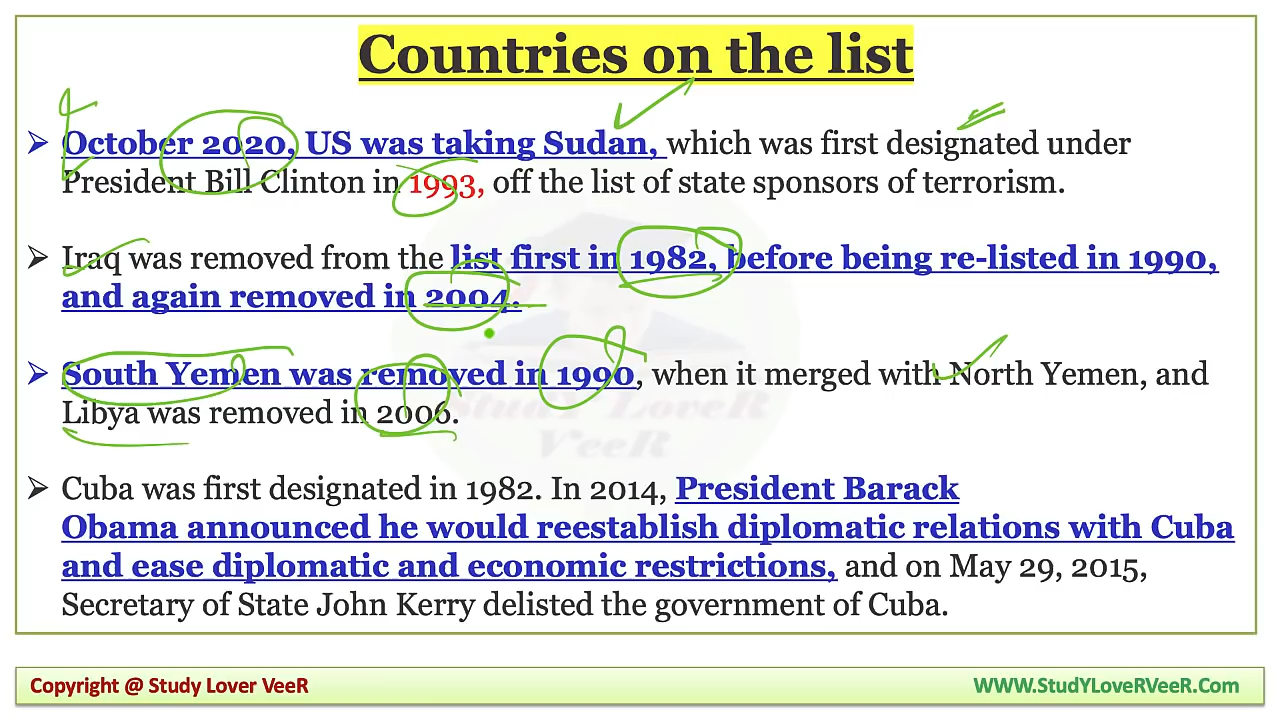 Countries on the list
➢ October 2020, US was taking Sudan, which was first designated under
President Bill Clinton in 1993, off the list of state sponsors of terrorism.
➢ Iraq was removed from the list first in 1982, before being re-listed in 1990,
and again removed in 2004.
➢ South Yemen was removed in 1990, when it merged with North Yemen, and
Libya was removed in 2006.
StudY LoveR
VeeR
➢ Cuba was first designated in 1982. In 2014, President Barack
Obama announced he would reestablish diplomatic relations with Cuba
and ease diplomatic and economic restrictions, and on May 29, 2015,
Secretary of State John Kerry delisted the government of Cuba.
Copyright @ Study Lover VeeR WWW.StudYLoveRVeeR.Com